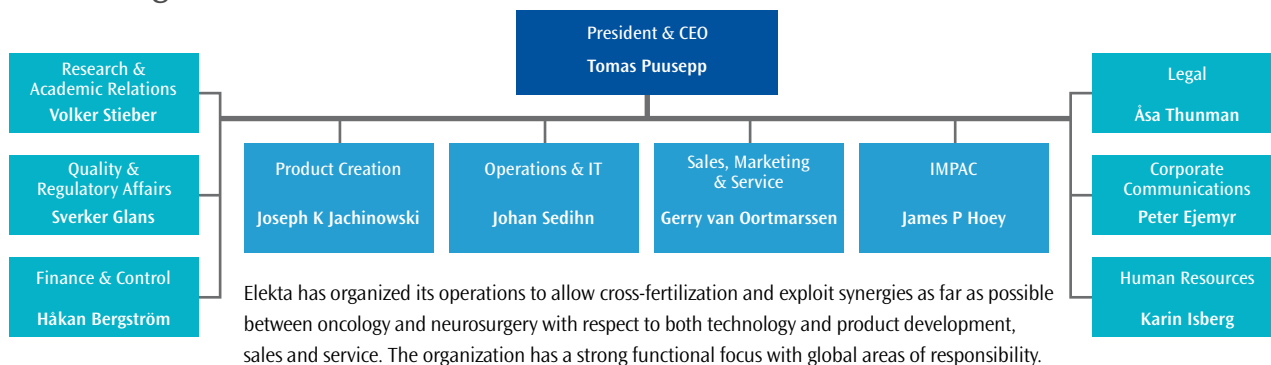 President & CEO
Tomas Puusepp
Research &
Academic Relations
Volker Stieber
Quality &
Regulatory Affairs
Sverker Glans
Finance & Control
Håkan Bergström
Product Creation
Joseph K Jachinowski
Operations & IT
Johan Sedihn
Sales, Marketing
& Service
Gerry van Oortmarssen
IMPAC
James P Hoey
Legal
Åsa Thunman
Corporate
Communications
Peter Ejemyr
Human Resources
Karin Isberg
Elekta has organized its operations to allow cross-fertilization and exploit synergies as far as possible
between oncology and neurosurgery with respect to both technology and product development,
sales and service. The organization has a strong functional focus with global areas of responsibility.